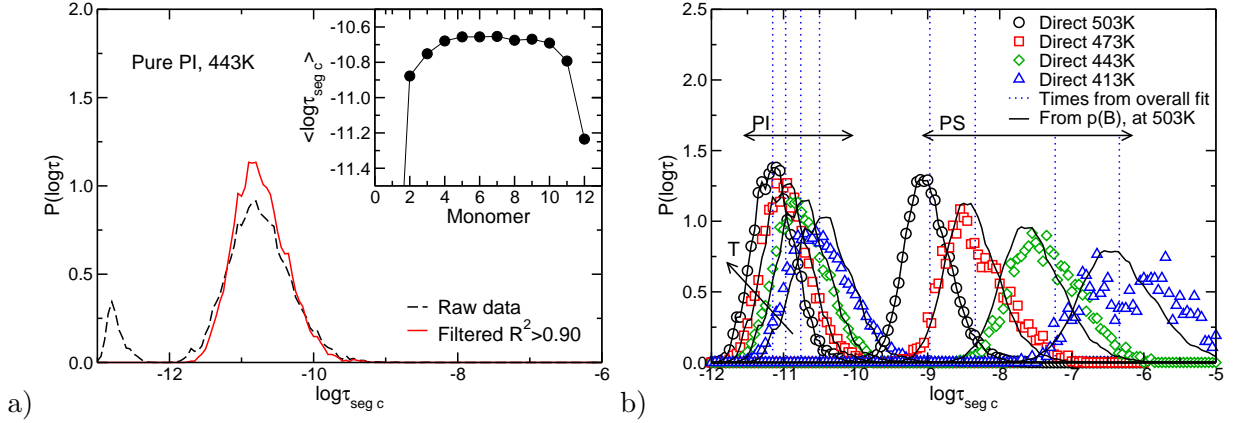 Pure PI, 443K
P(logτ)
2.0
1.5
1.0
0.5
0.0
-12
-10
-8
-6
logτseg c
Raw data
Filtered R2>0.90
<logτseg c>
-10.6
-10.8
-11.0
-11.2
-11.4
0
2
4
6
8
10
12
Monomer
a)
P(logτ)
2.5
2.0
1.5
1.0
0.5
0.0
-12
-11
-10
-9
-8
-7
-6
-5
logτseg c
Direct 503K
Direct 473K
Direct 443K
Direct 413K
Times from overall fit
From p(B), at 503K
PI
PS
T
b)